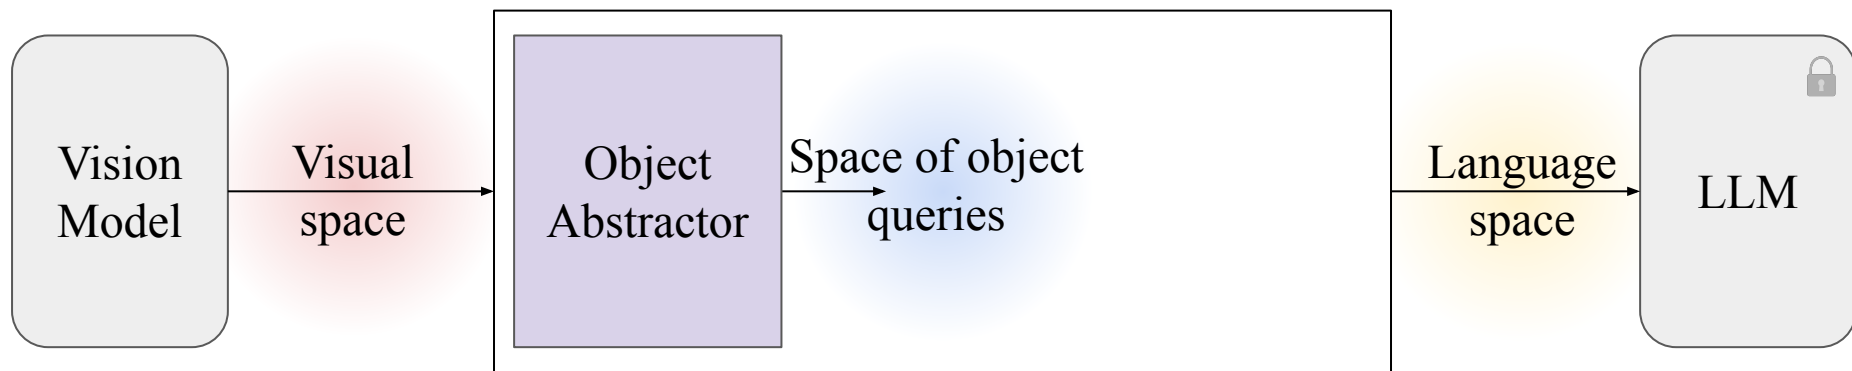 Vision
Model
Visual
space
Object
Abstractor
Space of object
queries
Language
space
LLM